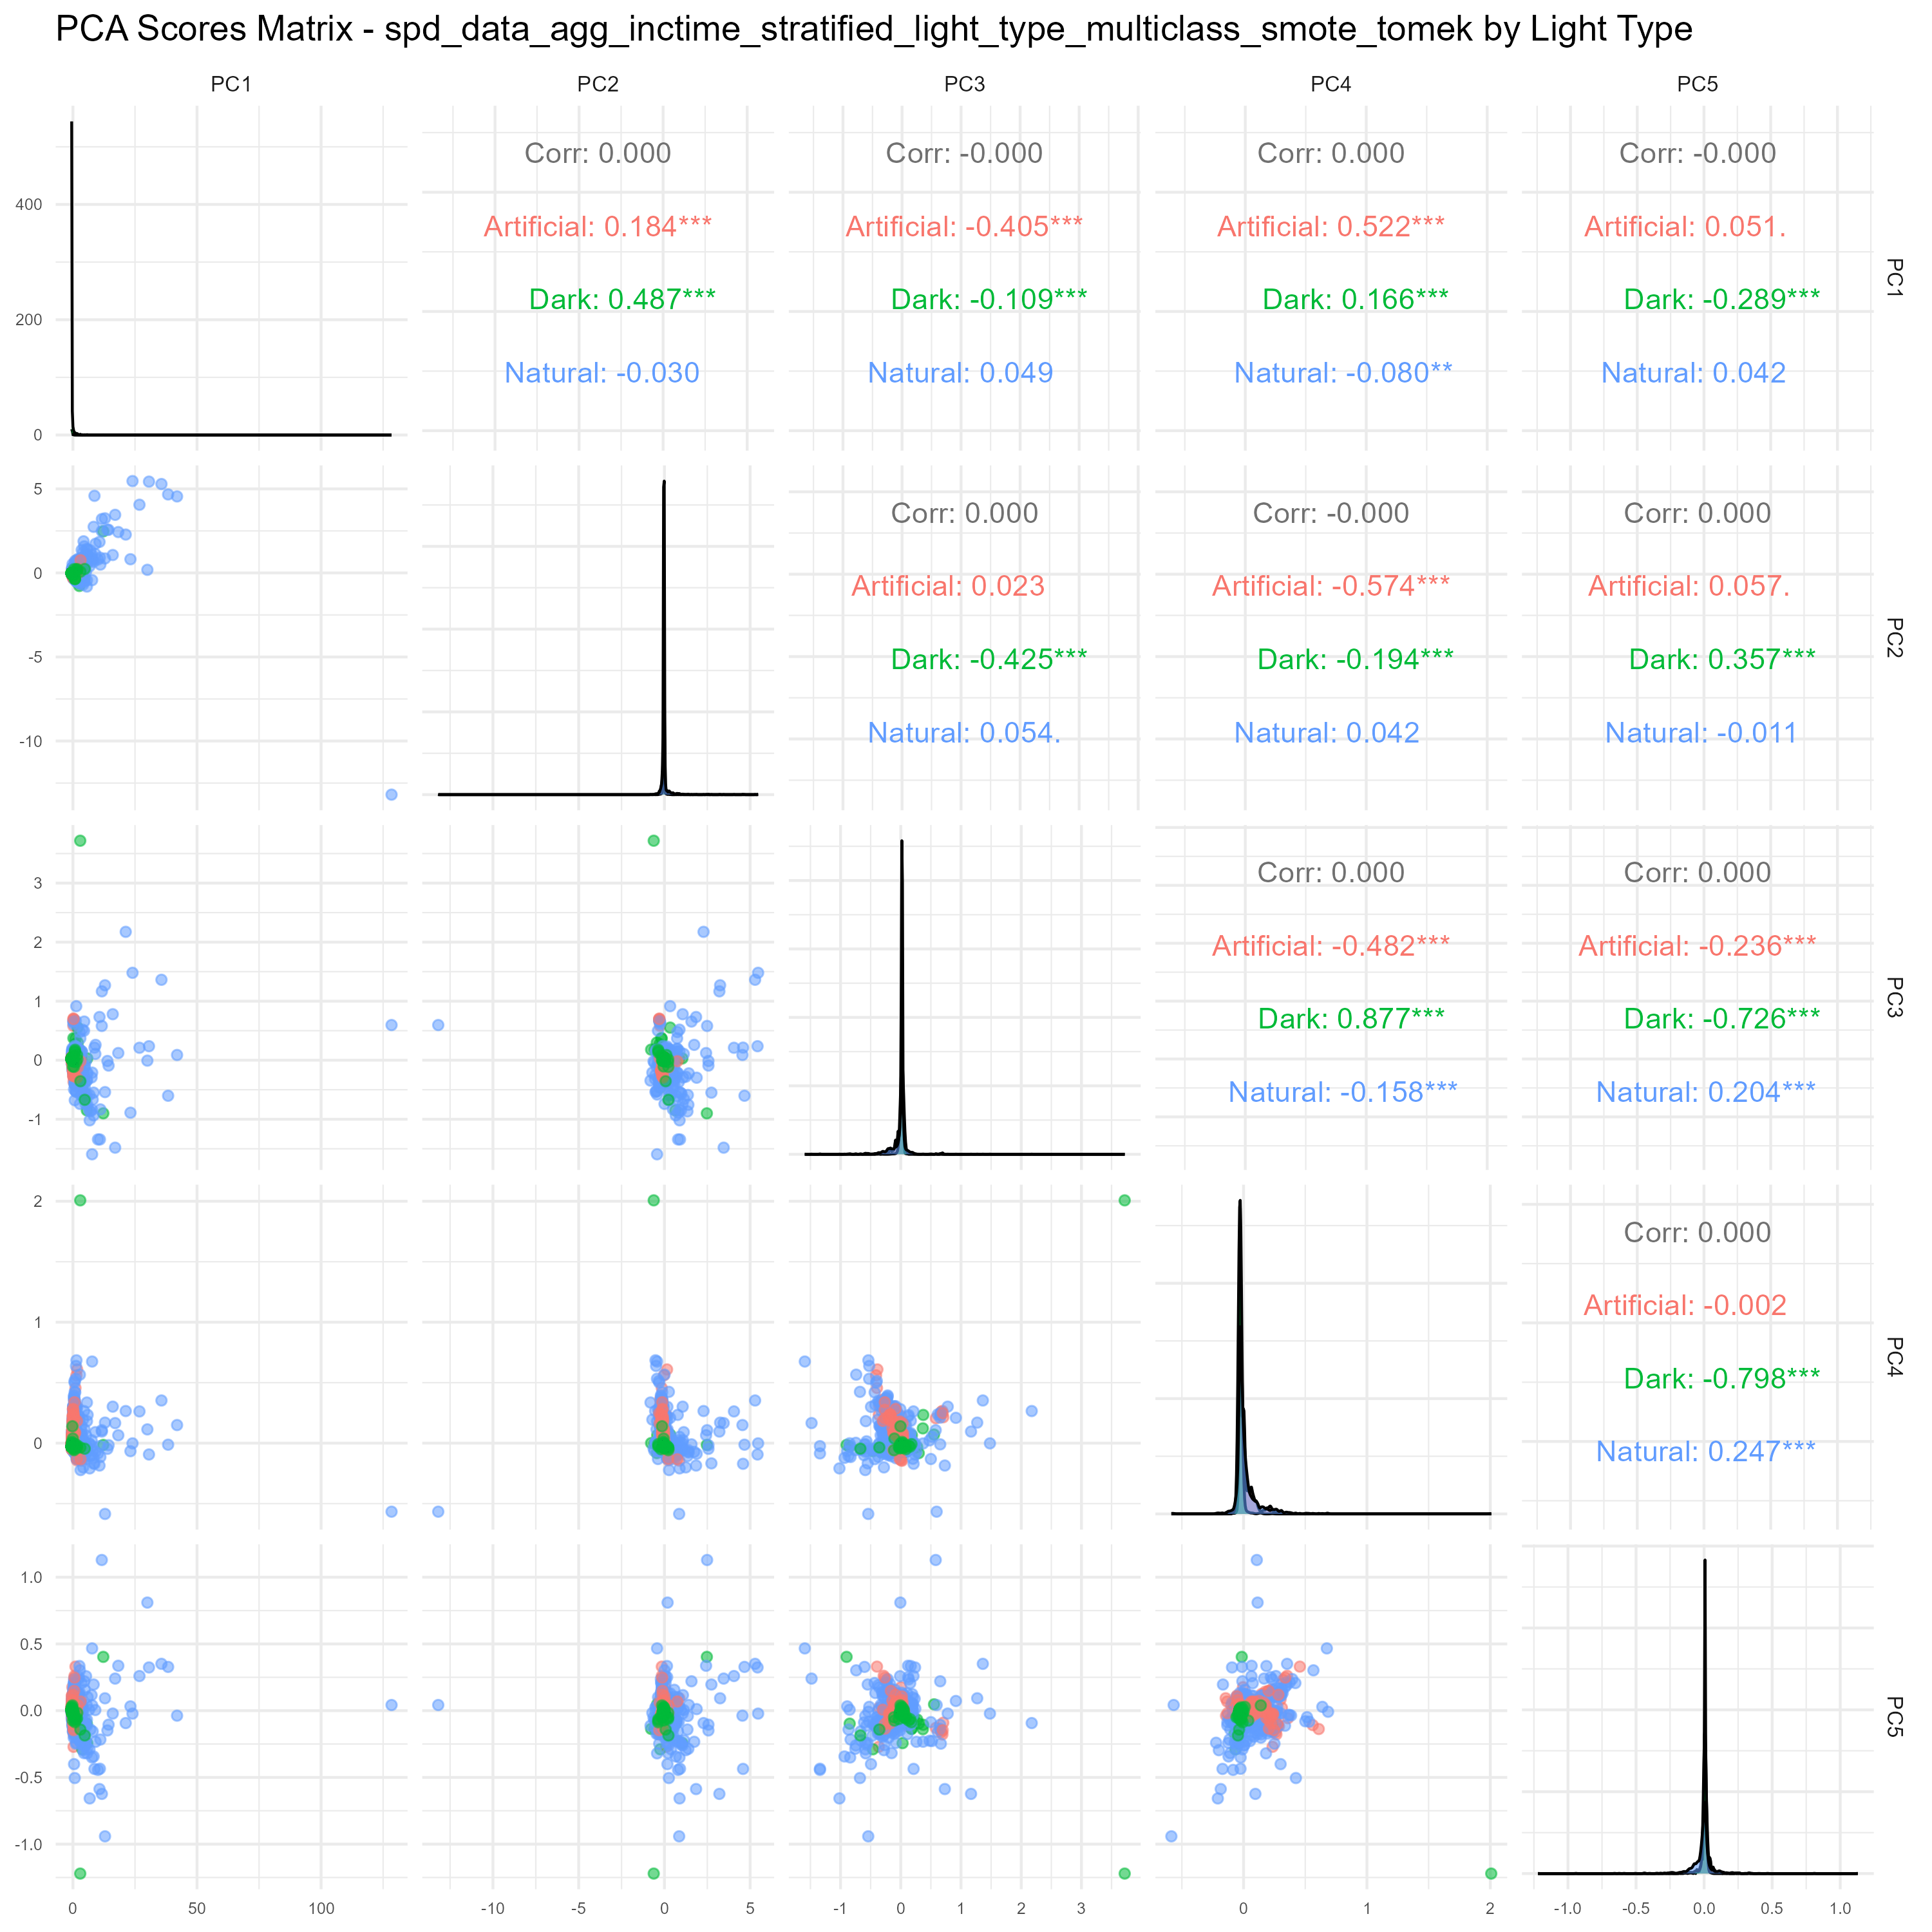 PCA Scores Matrix - spd_data_agg_inctime_stratified_light_type_multiclass_smote_tomek by Light Type
PC1 PC2 PC3 PC4 PC5
400
200
0
Corr: 0.000
Artificial: 0.184***
Dark: 0.487***
Natural: -0.030
Corr: -0.000
Artificial: -0.405***
Dark: -0.109***
Natural: 0.049
Corr: 0.000
Artificial: 0.522***
Dark: 0.166***
Natural: -0.080**
Corr: -0.000
Artificial: 0.051.
Dark: -0.289***
Natural: 0.042
PC1
5
0
-5
-10
Corr: 0.000
Artificial: 0.023
Dark: -0.425***
Natural: 0.054.
Corr: -0.000
Artificial: -0.574***
Dark: -0.194***
Natural: 0.042
Corr: 0.000
Artificial: 0.057.
Dark: 0.357***
Natural: -0.011
PC2
3
2
1
0
-1
Corr: 0.000
Artificial: -0.482***
Dark: 0.877***
Natural: -0.158***
Corr: 0.000
Artificial: -0.236***
Dark: -0.726***
Natural: 0.204***
PC3
2
1
0
Corr: 0.000
Artificial: -0.002
Dark: -0.798***
Natural: 0.247***
PC4
1.0
0.5
0.0
-0.5
-1.0
PC5
0 50 100
-10 -5 0 5
-1 0 1 2 3
0 1 2
-1.0 -0.5 0.0 0.5 1.0